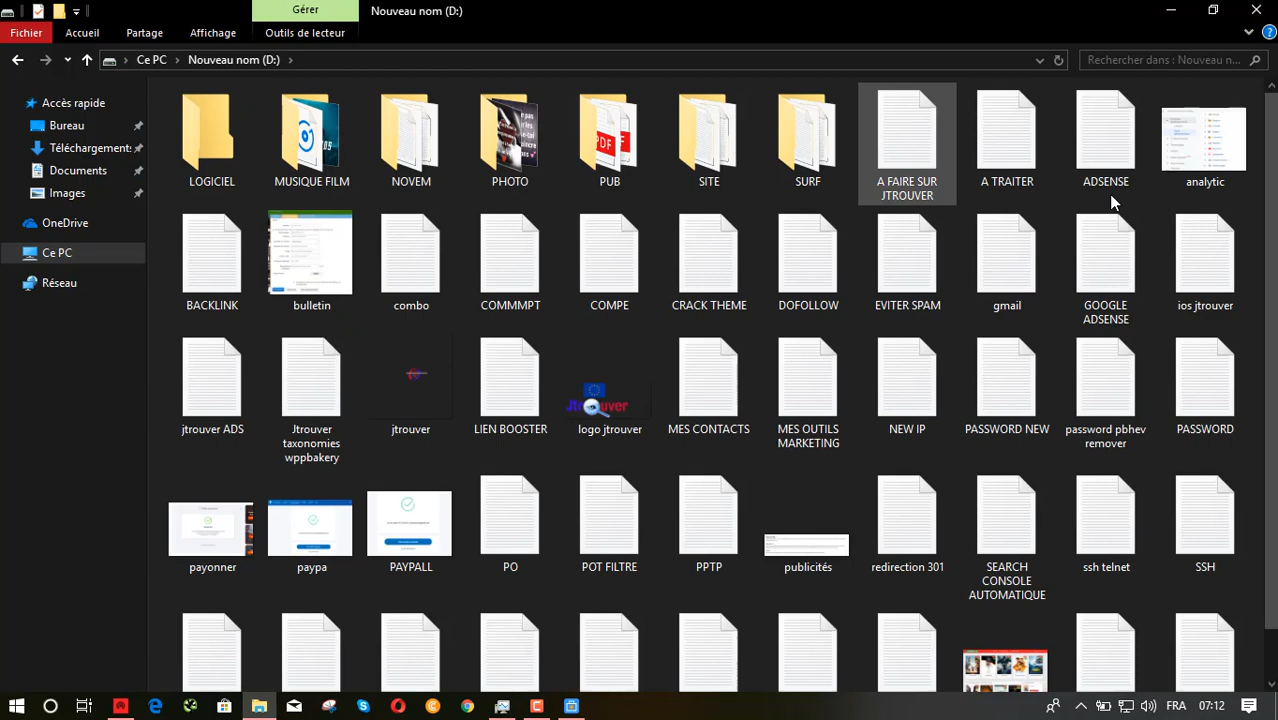 Gérer
Nouveau nom (D:)
Fichier
Accueil
Partage
Affichage
Outils de lecteur
Ce PC
Nouveau nom (D:)
Rechercher dans : Nouveau n...
Accès rapide
Bureau
Téléchargement:
Documents
Images
OneDrive
Ce PC
Réseau
LOGICIEL
MUSIQUE FILM
NOVEM
PHOTO
PUB
SITE
SURF
A FAIRE SUR
JTROUVER
A TRAITER
ADSENSE
analytic
BACKLINK
bulletin
combo
COMMMPT
COMPE
CRACK THEME
DOFOLLOW
EVITER SPAM
gmail
GOOGLE
ADSENSE
ios jtrouver
jtrouver ADS
Jtrouver
taxonomies
wppbakery
jtrouver
LIEN BOOSTER
Jtrouver
logo jtrouver
MES CONTACTS
MES OUTILS
MARKETING
NEW IP
PASSWORD NEW
password pbhev
remover
PASSWORD
payonner
paypa
PAYPALL
PO
PDF
POT FILTRE
PPTP
publicités
redirection 301
SEARCH
CONSOLE
AUTOMATIQUE
ssh telnet
SSH
FRA
07:12